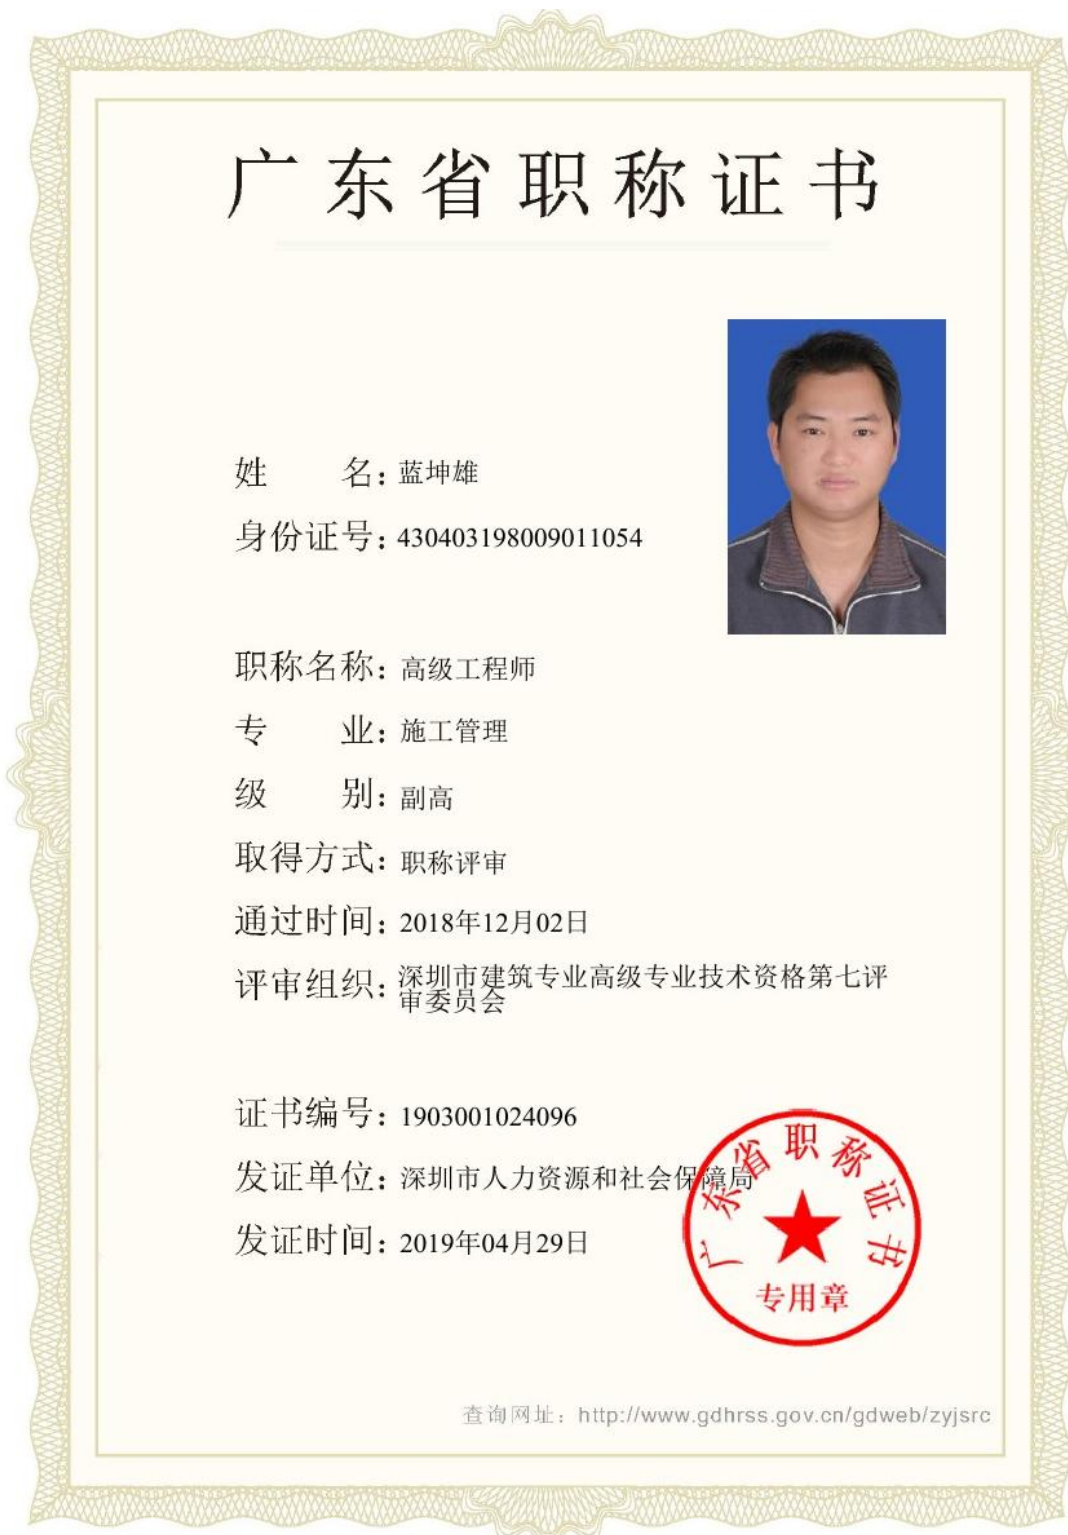 广东省职称证书
姓 名：蓝坤雄
身份证号：430403198009011054
职称名称：高级工程师
专 业：施工管理
级 别：副高
取得方式：职称评审
通过时间：2018年12月02日
评审组织：深圳市建筑专业高级专业技术资格第七评
审委员会
证书编号：1903001024096
发证单位：深圳市人力资源和社会保障局
发证时间：2019年04月29日
广东省职称证书
专用章
查询网址：http://www.gdhrss.gov.cn/gdweb/zyjsrc